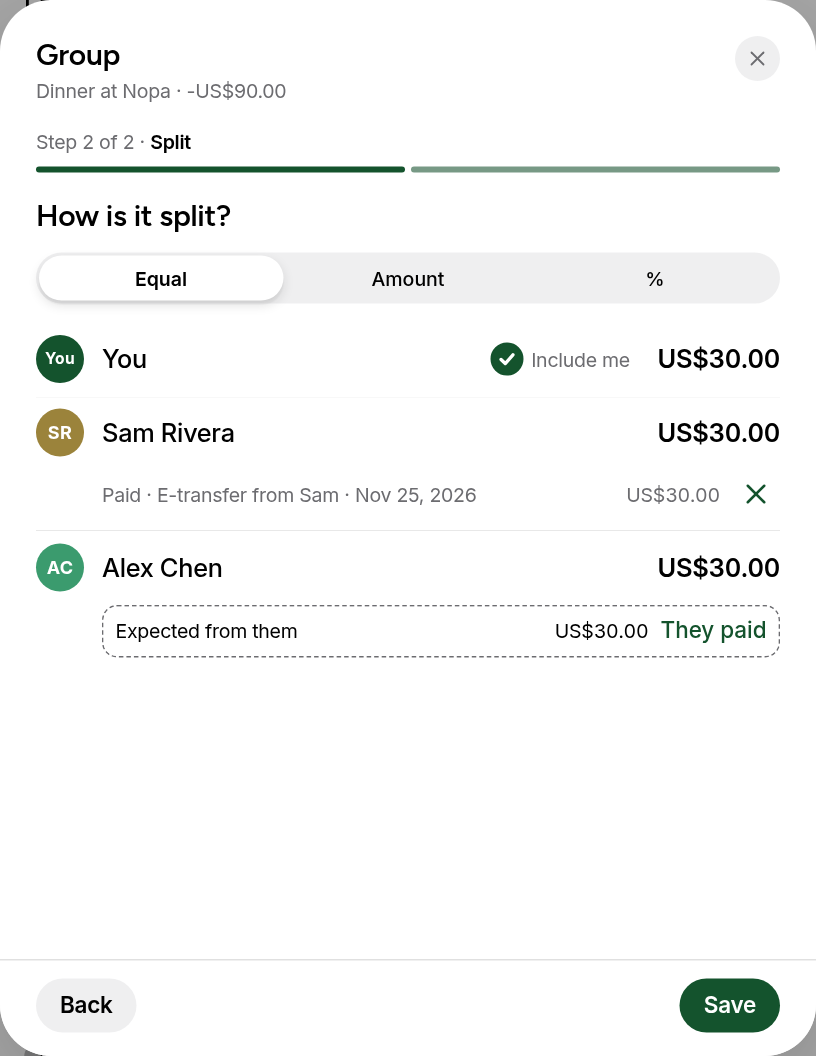 Group
Dinner at Nopa · -US$90.00
Step 2 of 2 · Split
How is it split?
Equal Amount %
You You Include me US$30.00
SR Sam Rivera US$30.00
Paid · E-transfer from Sam · Nov 25, 2026 US$30.00
AC Alex Chen US$30.00
Expected from them US$30.00 They paid
Back Save